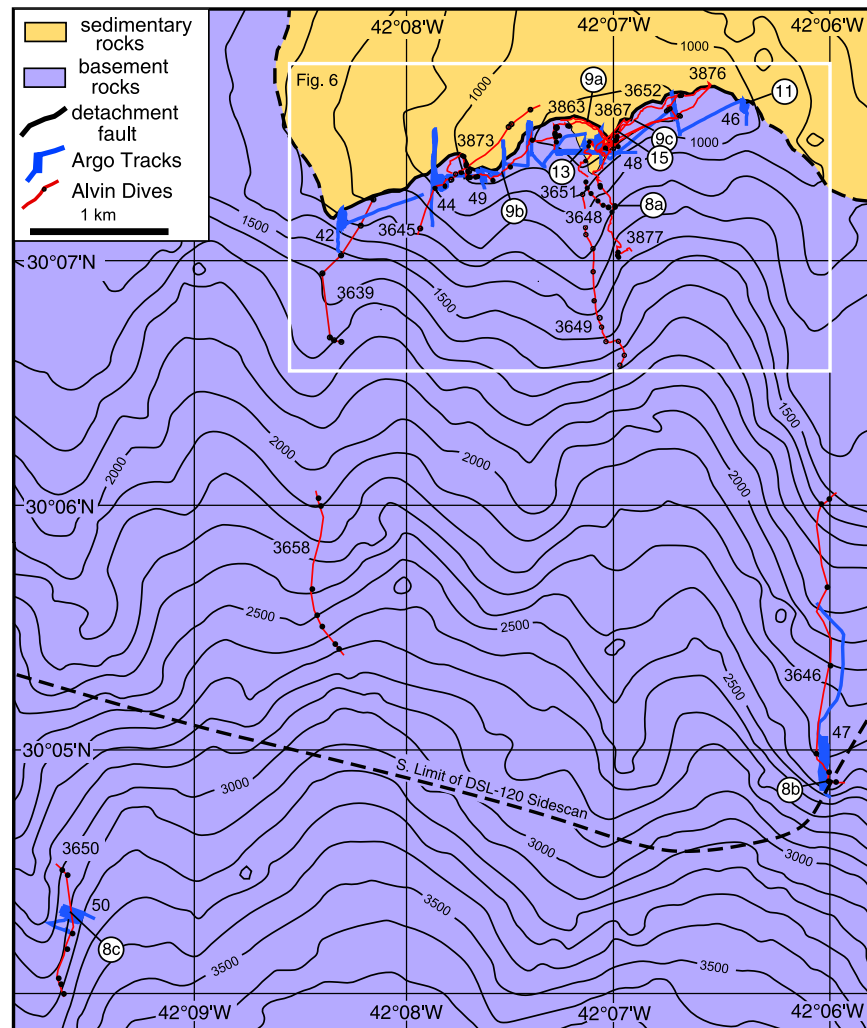 sedimentary
rocks
basement
rocks
detachment
fault
Argo Tracks
Alvin Dives
1 km
42°08'W
42°07'W
42°06'W
Fig. 6
1000
1000
1000
9a
3876
3652
3863
3867
11
46
3873
9c
48
15
13
3651
49
44
9b
3648
8a
42
3645
3877
1500
1500
30°07'N
3639
3649
1500
2000
2000
2000
2000
30°06'N
3658
2500
2500
2500
3646
47
30°05'N
S. Limit of DSL-120 Sidescan
8b
3000
3000
3000
3650
50
8c
3500
3500
3500
42°09'W
42°08'W
42°07'W
42°06'W